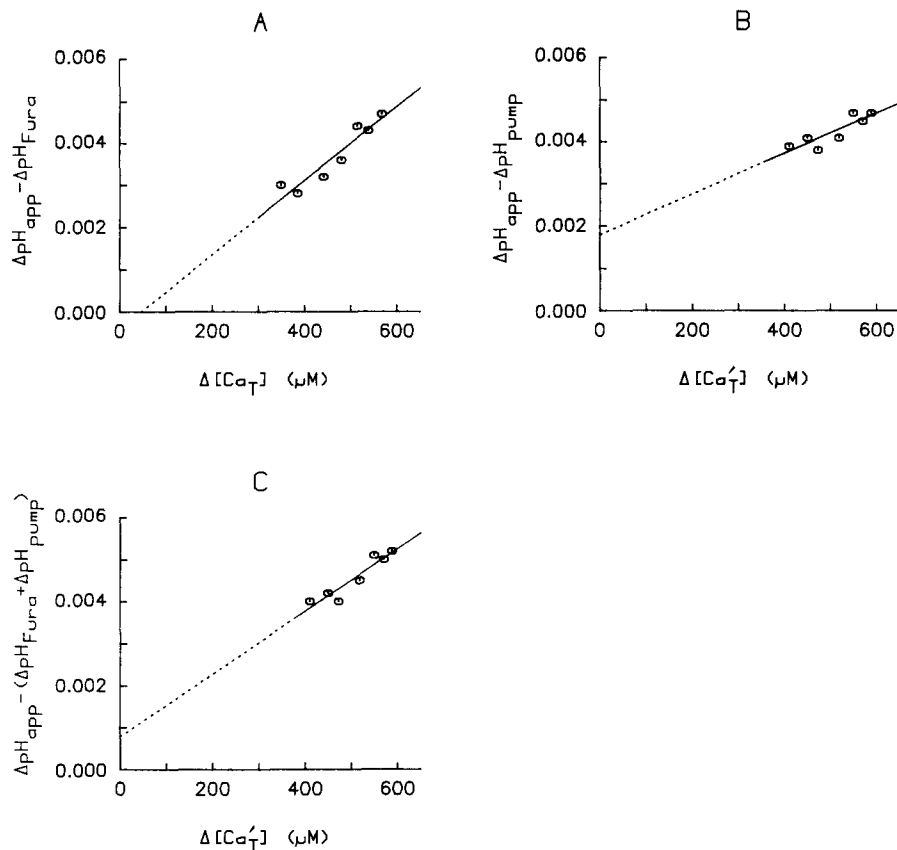 A
0.006
0.004
0.002
0.000
ΔpH_app-ΔpH_Fura
0 200 400 600
Δ[Ca_T] (μM)
B
0.006
0.004
0.002
0.000
ΔpH_app-ΔpH_pump
0 200 400 600
Δ[Ca'_T] (μM)
C
0.006
0.004
0.002
0.000
ΔpH_app-(ΔpH_Fura+ΔpH_pump)
0 200 400 600
Δ[Ca'_T] (μM)